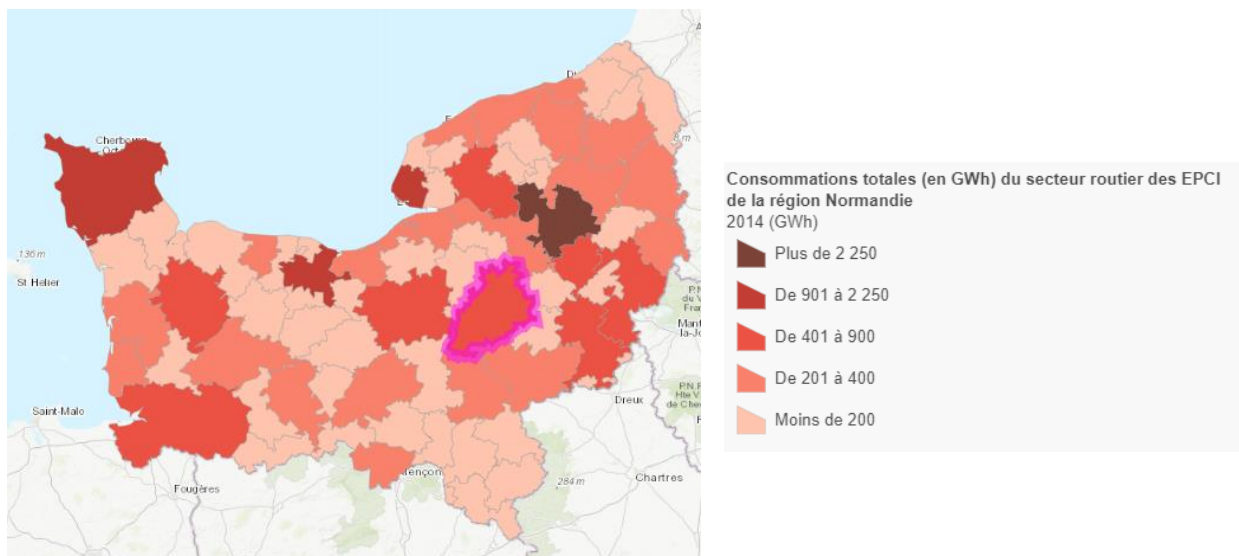 Cherbourg
136 m
St Helier
Saint-Malo
Fougères
8 m
Dreux
Chartres
284 m
Consommations totales (en GWh) du secteur routier des EPCI
de la région Normandie
2014 (GWh)
Plus de 2 250
De 901 à 2 250
De 401 à 900
De 201 à 400
Moins de 200